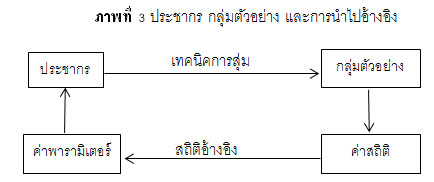 ภาพที่ 3 ประชากร กลุ่มตัวอย่าง และการนำไปอ้างอิง
ประชากร
เทคนิคการสุ่ม
กลุ่มตัวอย่าง
ค่าพารามิเตอร์
สถิติอ้างอิง
ค่าสถิติ